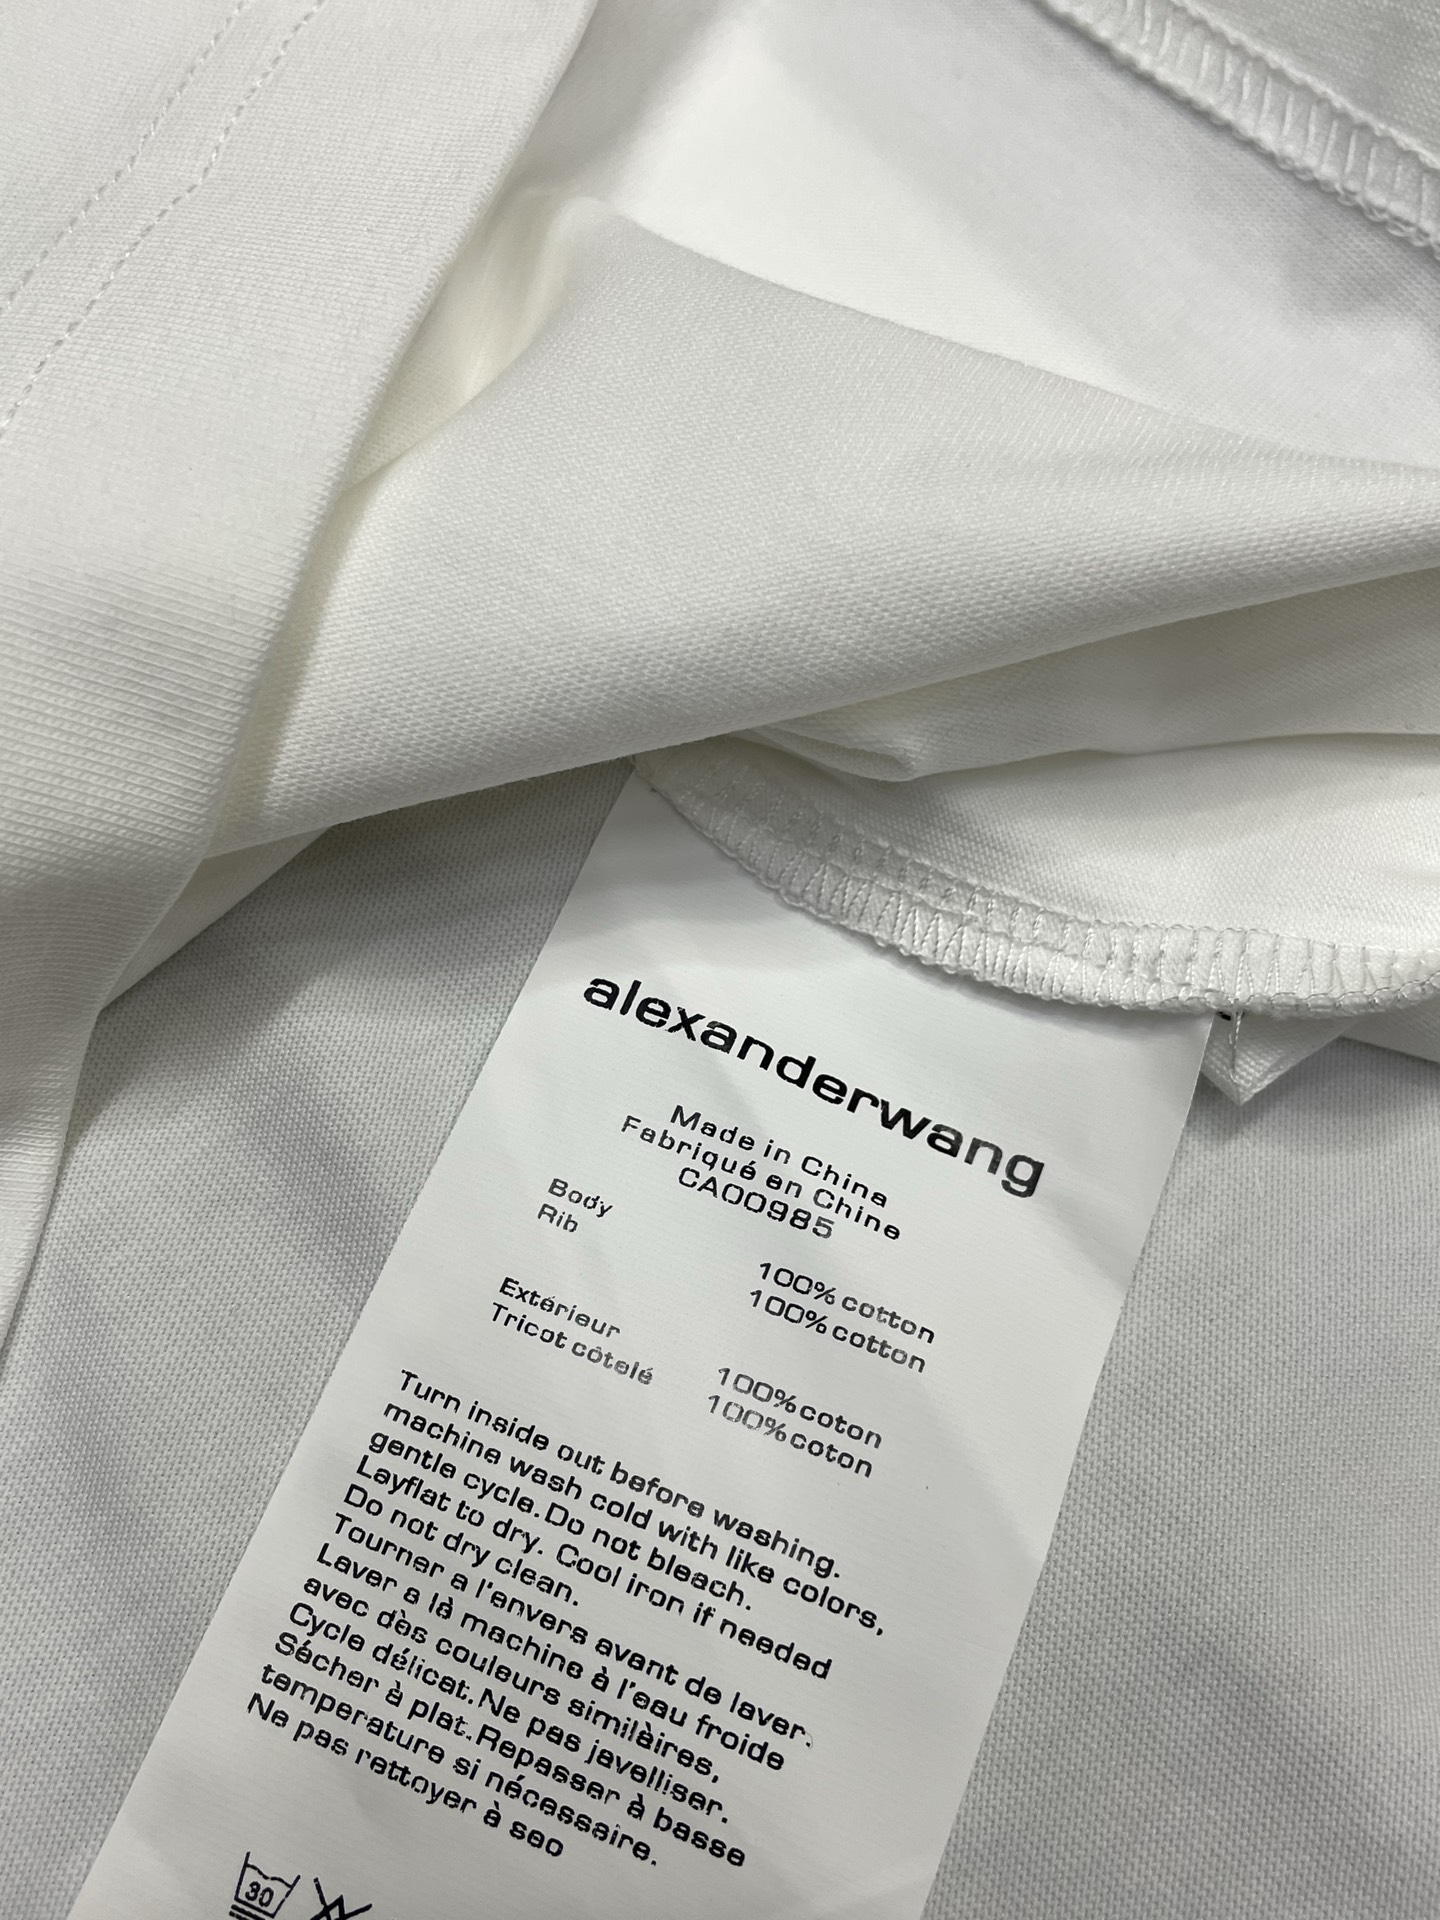 alexanderwang
Made in China
Fabriqué en Chine
CA00985
Body 100% cotton
Rib 100% cotton
Extérieur 100%coton
Tricot côtelé 100%coton
Turn inside out before washing.
machine wash cold with like colors,
gentle cycle.Do not bleach.
Layflat to dry. Cool iron if needed
Do not dry clean.
Tourner a l'envers avant de laver.
Laver a là machine à l'eau froide
avec dès couleurs similàires,
Cycle délicat.Ne pas javelliser.
Sécher à plat.Repasser à basse
temperature si nécessaire.
Ne pas rettoyer à seo
30